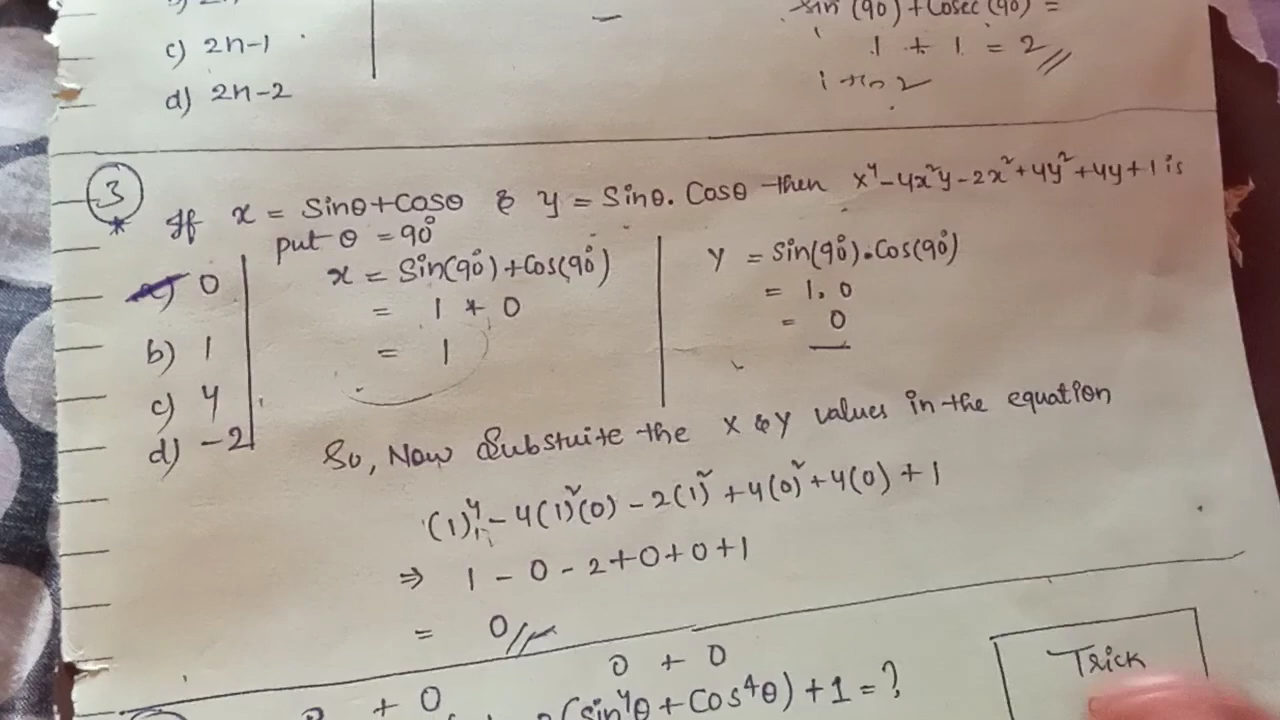 c) 2n-1
d) 2n-2
sin (90) + Cosec (90) =
1 + 1 = 2
③
* If x = Sinθ+cosθ & y = Sinθ. Cosθ then x⁴-4x²y-2x²+4y²+4y+1 is
put θ = 90°
a) 0
b) 1
c) 4
d) -2
x = Sin(90°)+Cos(90°)
= 1 + 0
= 1
Y = Sin(90°).Cos(90°)
= 1.0
= 0
So, Now Substuite the x & y values in the equation
(1)⁴ - 4(1)²(0) - 2(1)² + 4(0)² + 4(0) + 1
⇒ 1 - 0 - 2+0+0+1
= 0//
0 + 0
+ 0
(sin⁴θ + Cos⁴θ) + 1 = ?
Trick